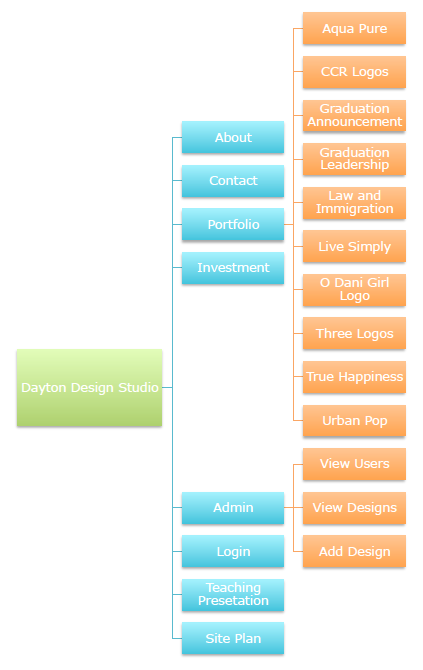 Aqua Pure
CCR Logos
Graduation
Announcement
About
Graduation
Leadership
Contact
Law and
Immigration
Portfolio
Live Simply
Investment
O Dani Girl
Logo
Three Logos
Dayton Design Studio
True Happiness
Urban Pop
View Users
Admin
View Designs
Login
Add Design
Teaching
Presetation
Site Plan